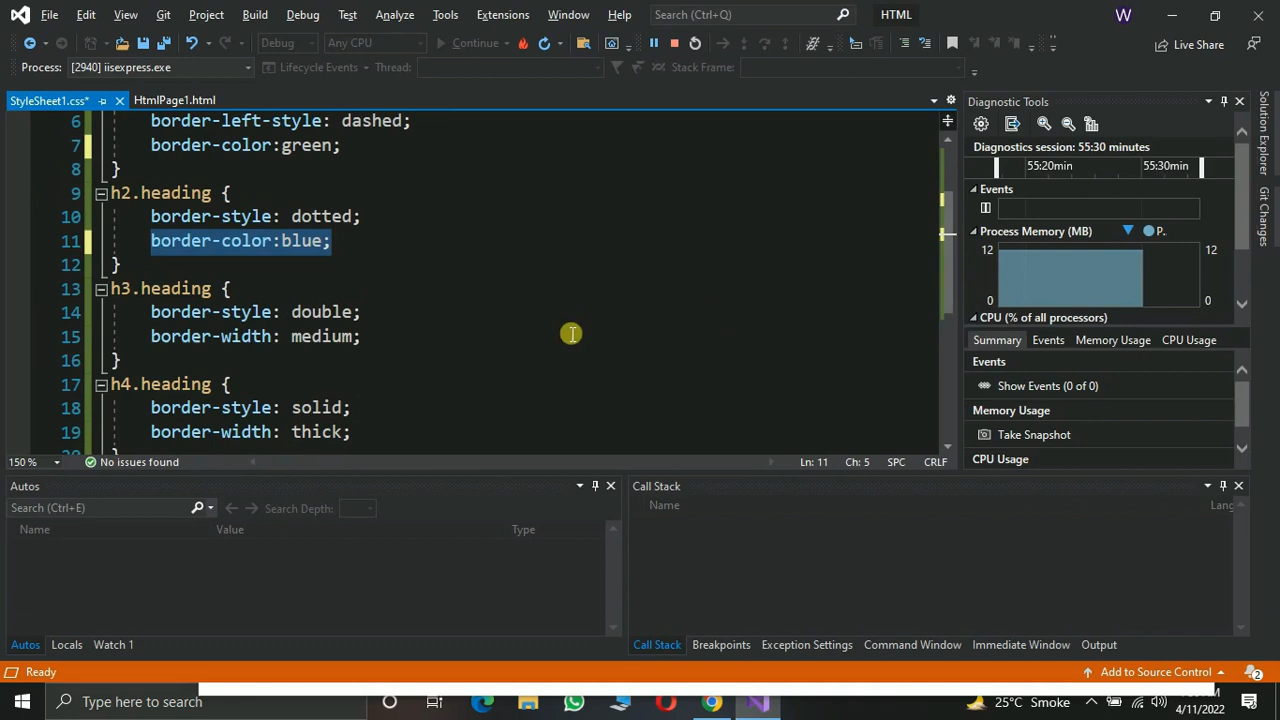 File Edit View Git Project Build Debug Test Analyze Tools Extensions Window Help Search (Ctrl+Q) HTML W
Debug Any CPU Continue Live Share
Process: [2940] iisexpress.exe Lifecycle Events Thread: Stack Frame:
StyleSheet1.css* HtmlPage1.html
6 border-left-style: dashed;
7 border-color:green;
8 }
9 h2.heading {
10 border-style: dotted;
11 border-color:blue;
12 }
13 h3.heading {
14 border-style: double;
15 border-width: medium;
16 }
17 h4.heading {
18 border-style: solid;
19 border-width: thick;
150 % No issues found Ln: 11 Ch: 5 SPC CRLF
Diagnostic Tools
Diagnostic session: 55:30 minutes
55:20min 55:30min
Events
Process Memory (MB) P..
12 12
0 0
CPU (% of all processors)
Summary Events Memory Usage CPU Usage
Events
Show Events (0 of 0)
Memory Usage
Take Snapshot
CPU Usage
Solution Explorer
Git Changes
Autos
Search (Ctrl+E) Search Depth:
Name Value Type
Autos Locals Watch 1
Call Stack
Name Lang
Call Stack Breakpoints Exception Settings Command Window Immediate Window Output
Ready Add to Source Control 2
Type here to search 25°C Smoke
4/11/2022